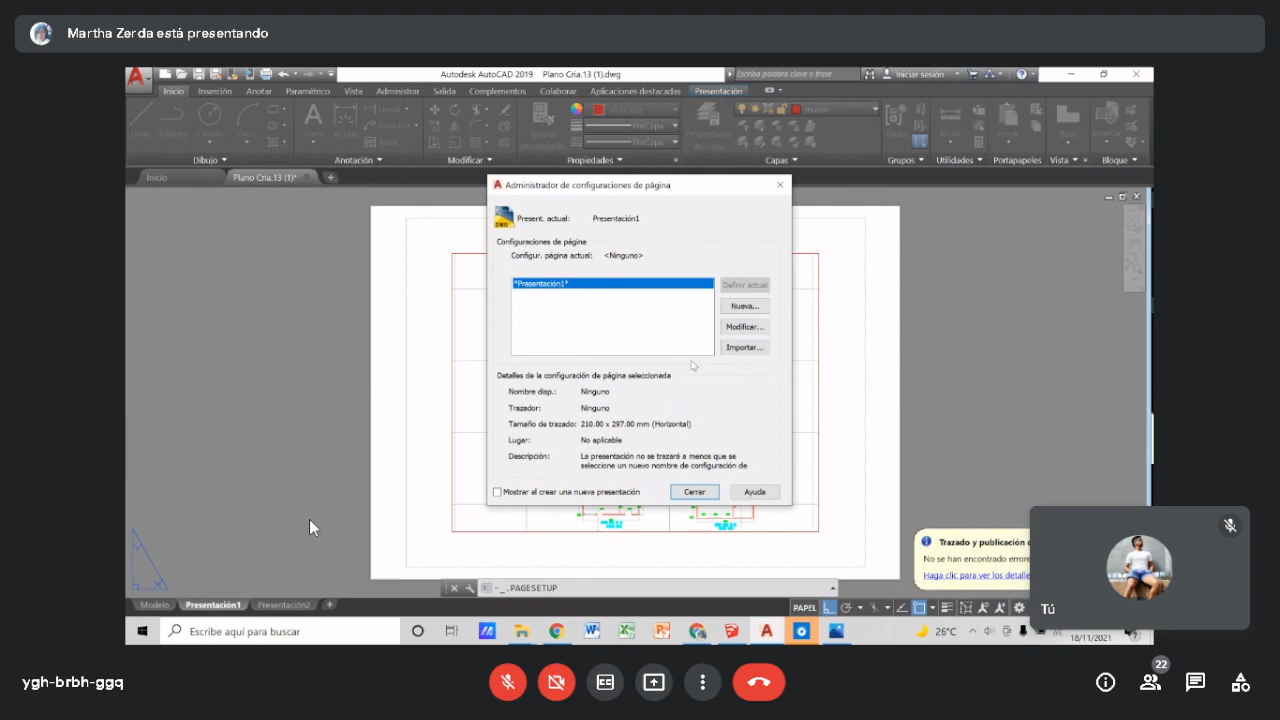 Martha Zerda está presentando
Autodesk AutoCAD 2019 Plano Cria.13 (1).dwg
Escriba palabra clave o frase
Iniciar sesión
Inicio Inserción Anotar Paramétrico Vista Administrar Salida Complementos Colaborar Aplicaciones destacadas Presentación
PorCapa
PorCapa
PorCapa
Dibujo Anotación Modificar Propiedades Capas Grupos Utilidades Portapapeles Vista Bloque
Inicio Plano Cria.13 (1)*
Administrador de configuraciones de página
DWG
Present. actual: Presentación1
Configuraciones de página
Configur. página actual: <Ninguno>
*Presentación1*
Definir actual
Nueva...
Modificar...
Importar...
Detalles de la configuración de página seleccionada
Nombre disp.: Ninguno
Trazador: Ninguno
Tamaño de trazado: 210.00 x 297.00 mm (Horizontal)
Lugar: No aplicable
Descripción: La presentación no se trazará a menos que se
seleccione un nuevo nombre de configuración de
Mostrar al crear una nueva presentación
Cerrar
Ayuda
Trazado y publicación
No se han encontrado
Haga clic para ver los
_.PAGESETUP
Modelo Presentación1 Presentación2
PAPEL
Tú
Escribe aquí para buscar
26°C
18/11/2021
ygh-brbh-ggq
22